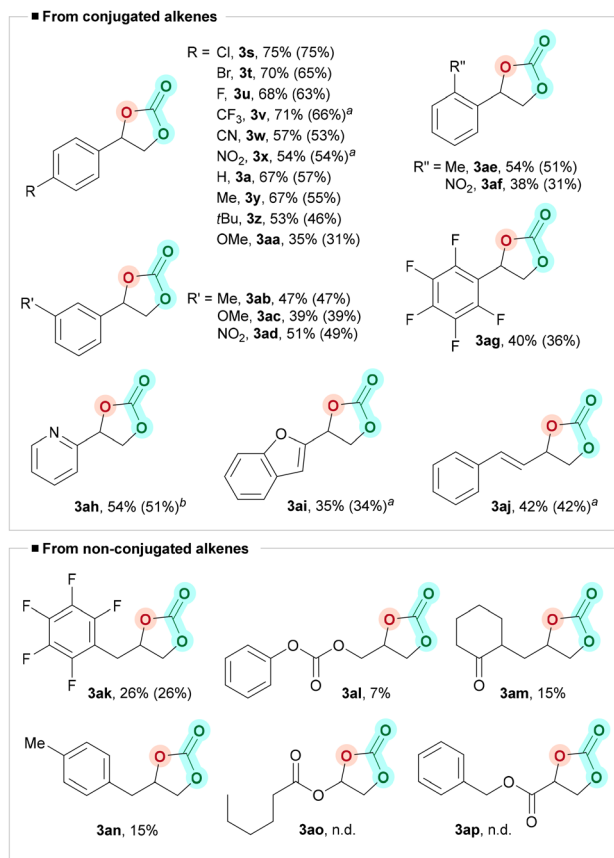 ■ From conjugated alkenes
R = Cl, 3s, 75% (75%)
Br, 3t, 70% (65%)
F, 3u, 68% (63%)
CF₃, 3v, 71% (66%)ᵃ
CN, 3w, 57% (53%)
NO₂, 3x, 54% (54%)ᵃ
H, 3a, 67% (57%)
Me, 3y, 67% (55%)
tBu, 3z, 53% (46%)
OMe, 3aa, 35% (31%)
R
O
O
O
R"
O
O
O
R" = Me, 3ae, 54% (51%)
NO₂, 3af, 38% (31%)
R'
O
O
O
R' = Me, 3ab, 47% (47%)
OMe, 3ac, 39% (39%)
NO₂, 3ad, 51% (49%)
F
F
F
F
F
O
O
O
3ag, 40% (36%)
N
O
O
O
3ah, 54% (51%)ᵇ
O
O
O
O
3ai, 35% (34%)ᵃ
O
O
O
3aj, 42% (42%)ᵃ
■ From non-conjugated alkenes
F
F
F
F
F
O
O
O
3ak, 26% (26%)
O
O
O
O
O
O
3al, 7%
O
O
O
O
3am, 15%
Me
O
O
O
3an, 15%
O
O
O
O
O
3ao, n.d.
O
O
O
O
O
3ap, n.d.